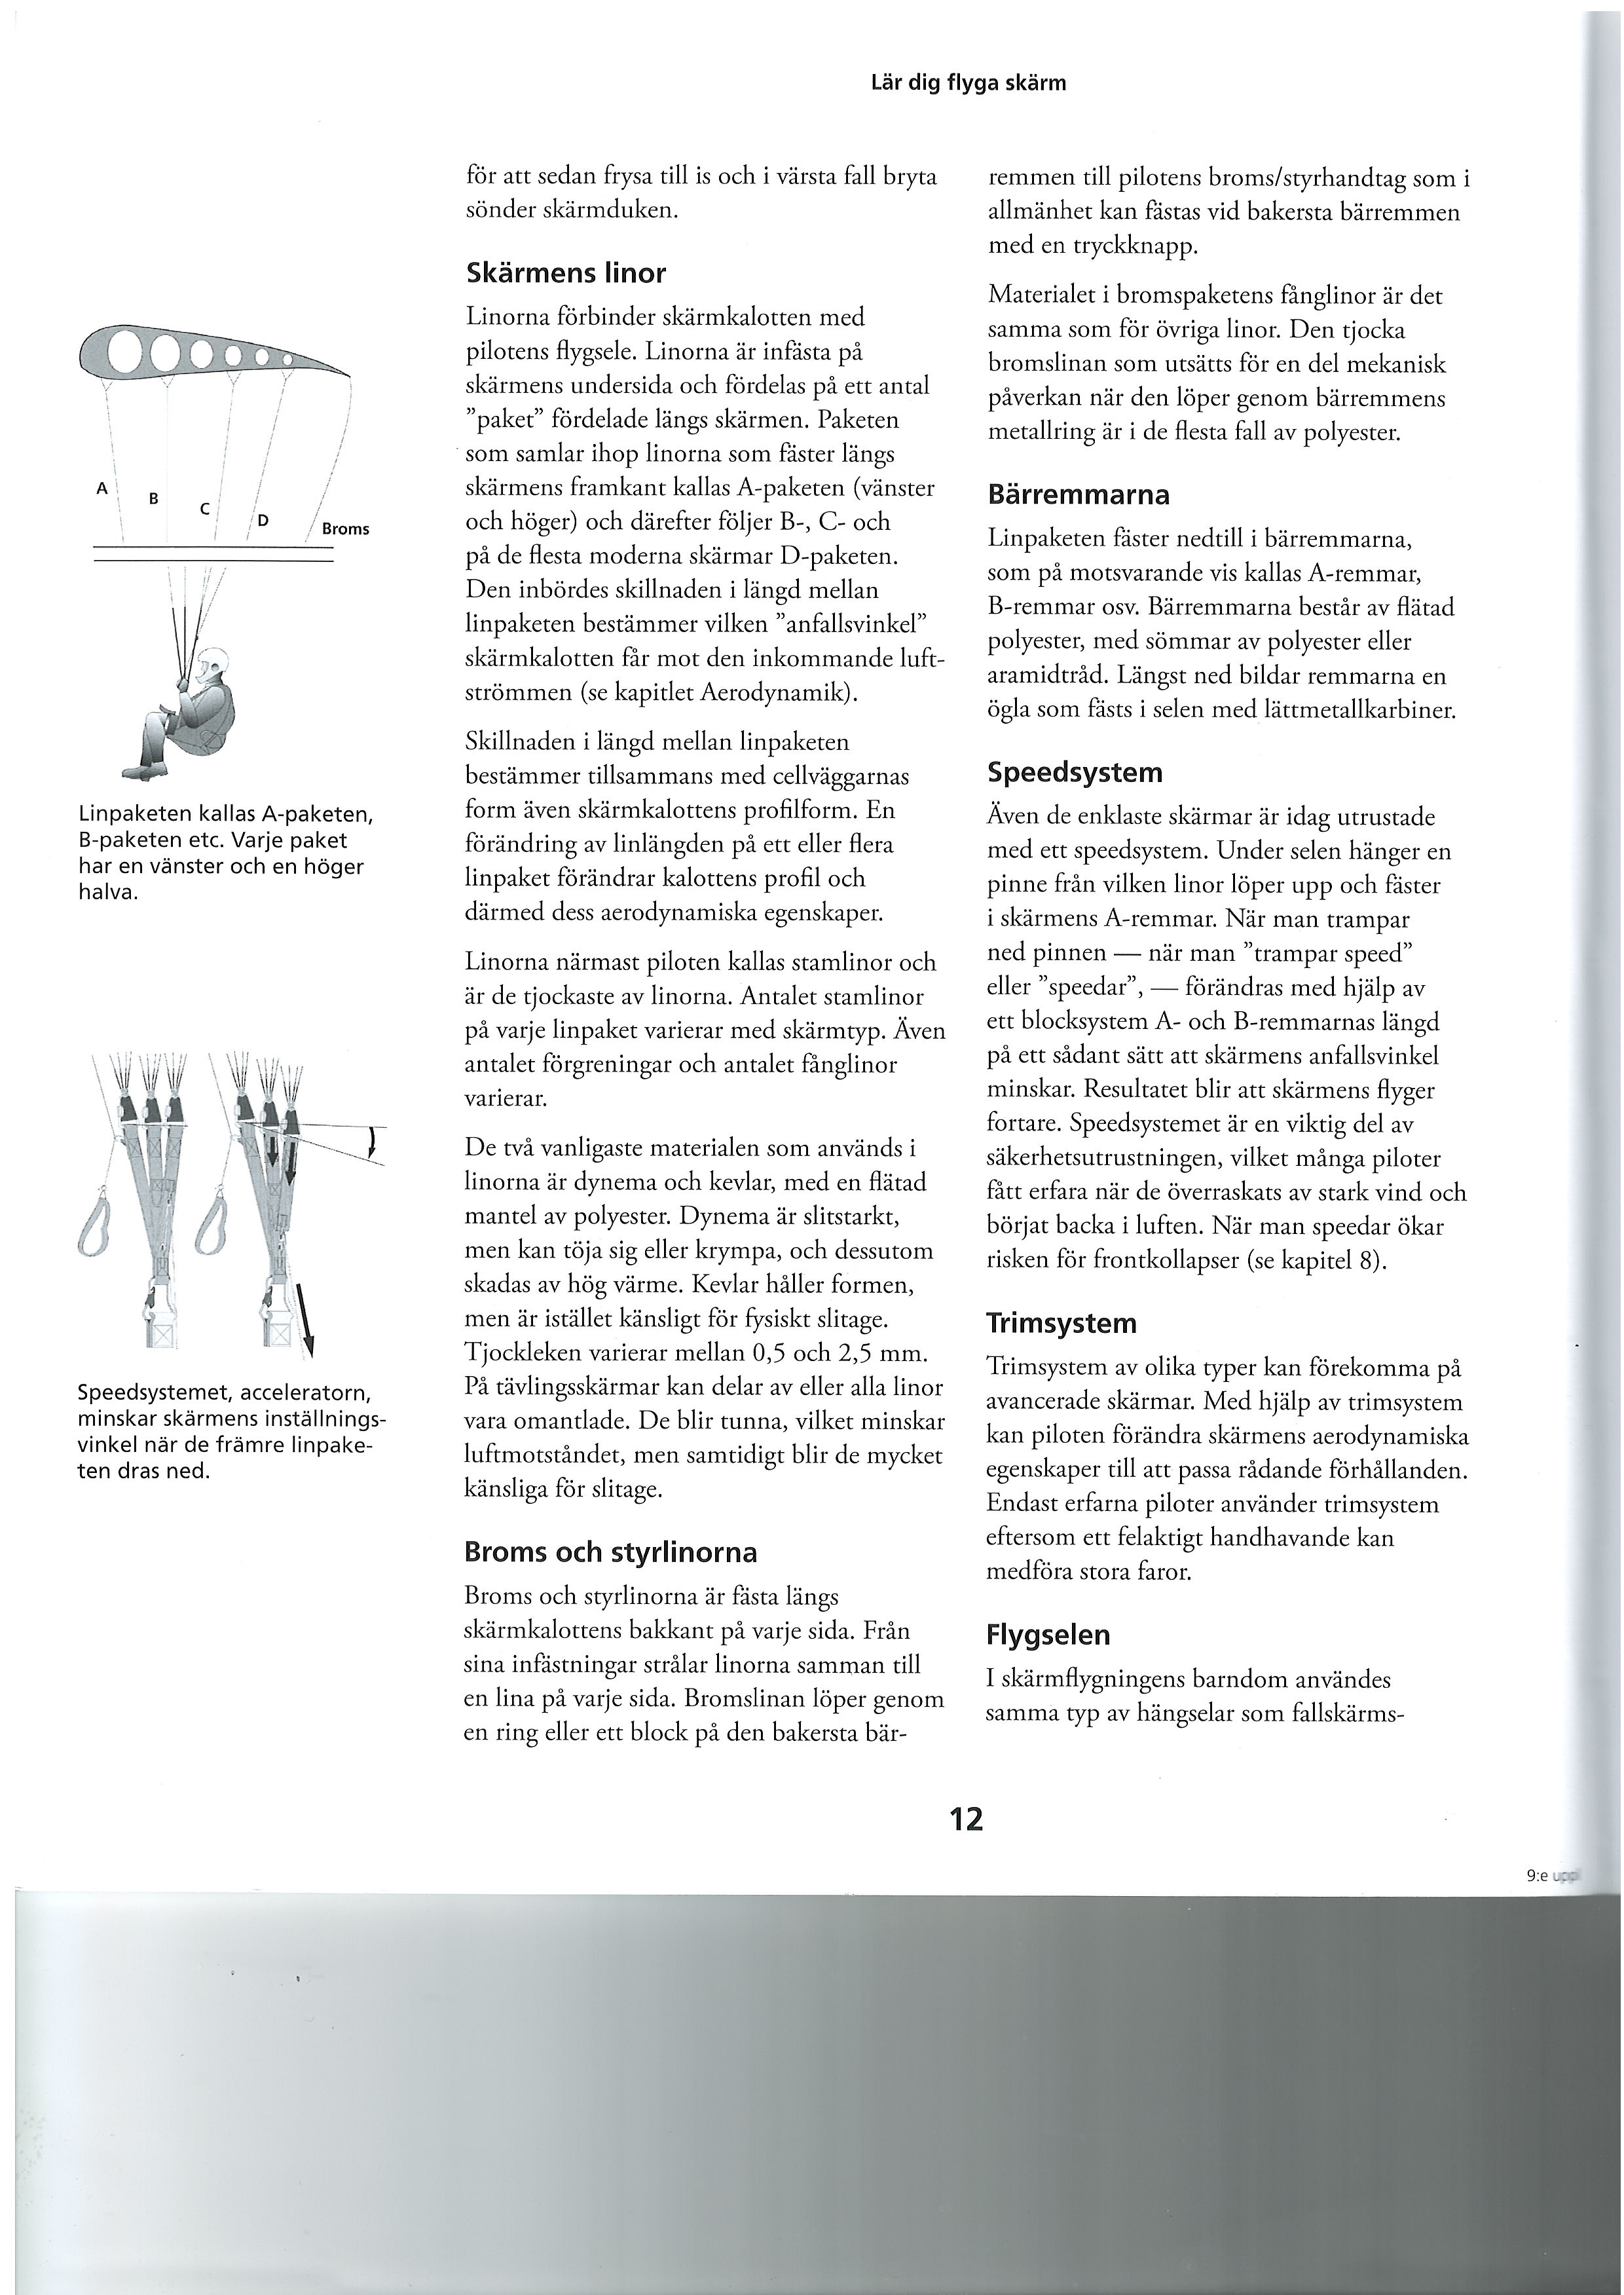 Lär dig flyga skärm
A
B
C
D
Broms
Linpaketen kallas A-paketen,
B-paketen etc. Varje paket
har en vänster och en höger
halva.
Speedsystemet, acceleratorn,
minskar skärmens inställnings-
vinkel när de främre linpake-
ten dras ned.
för att sedan frysa till is och i värsta fall bryta
sönder skärmduken.
Skärmens linor
Linorna förbinder skärmkalotten med
pilotens flygsele. Linorna är infästa på
skärmens undersida och fördelas på ett antal
”paket” fördelade längs skärmen. Paketen
som samlar ihop linorna som fäster längs
skärmens framkant kallas A-paketen (vänster
och höger) och därefter följer B-, C- och
på de flesta moderna skärmar D-paketen.
Den inbördes skillnaden i längd mellan
linpaketen bestämmer vilken ”anfallsvinkel”
skärmkalotten får mot den inkommande luft-
strömmen (se kapitlet Aerodynamik).
Skillnaden i längd mellan linpaketen
bestämmer tillsammans med cellväggarnas
form även skärmkalottens profilform. En
förändring av linlängden på ett eller flera
linpaket förändrar kalottens profil och
därmed dess aerodynamiska egenskaper.
Linorna närmast piloten kallas stamlinor och
är de tjockaste av linorna. Antalet stamlinor
på varje linpaket varierar med skärmtyp. Även
antalet förgreningar och antalet fånglinor
varierar.
De två vanligaste materialen som används i
linorna är dynema och kevlar, med en flätad
mantel av polyester. Dynema är slitstarkt,
men kan töja sig eller krympa, och dessutom
skadas av hög värme. Kevlar håller formen,
men är istället känsligt för fysiskt slitage.
Tjockleken varierar mellan 0,5 och 2,5 mm.
På tävlingsskärmar kan delar av eller alla linor
vara omantlade. De blir tunna, vilket minskar
luftmotståndet, men samtidigt blir de mycket
känsliga för slitage.
Broms och styrlinorna
Broms och styrlinorna är fästa längs
skärmkalottens bakkant på varje sida. Från
sina infästningar strålar linorna samman till
en lina på varje sida. Bromslinan löper genom
en ring eller ett block på den bakersta bär-
remmen till pilotens broms/styrhandtag som i
allmänhet kan fästas vid bakersta bärremmen
med en tryckknapp.
Materialet i bromspaketens fånglinor är det
samma som för övriga linor. Den tjocka
bromslinan som utsätts för en del mekanisk
påverkan när den löper genom bärremmens
metallring är i de flesta fall av polyester.
Bärremmarna
Linpaketen fäster nedtill i bärremmarna,
som på motsvarande vis kallas A-remmar,
B-remmar osv. Bärremmarna består av flätad
polyester, med sömmar av polyester eller
aramidtråd. Längst ned bildar remmarna en
ögla som fästs i selen med lättmetallkarbiner.
Speedsystem
Även de enklaste skärmar är idag utrustade
med ett speedsystem. Under selen hänger en
pinne från vilken linor löper upp och fäster
i skärmens A-remmar. När man trampar
ned pinnen — när man ”trampar speed”
eller ”speedar”, — förändras med hjälp av
ett blocksystem A- och B-remmarnas längd
på ett sådant sätt att skärmens anfallsvinkel
minskar. Resultatet blir att skärmens flyger
fortare. Speedsystemet är en viktig del av
säkerhetsutrustningen, vilket många piloter
fått erfara när de överraskats av stark vind och
börjat backa i luften. När man speedar ökar
risken för frontkollapser (se kapitel 8).
Trimsystem
Trimsystem av olika typer kan förekomma på
avancerade skärmar. Med hjälp av trimsystem
kan piloten förändra skärmens aerodynamiska
egenskaper till att passa rådande förhållanden.
Endast erfarna piloter använder trimsystem
eftersom ett felaktigt handhavande kan
medföra stora faror.
Flygselen
I skärmflygningens barndom användes
samma typ av hängselar som fallskärms-
12
9:e uppl